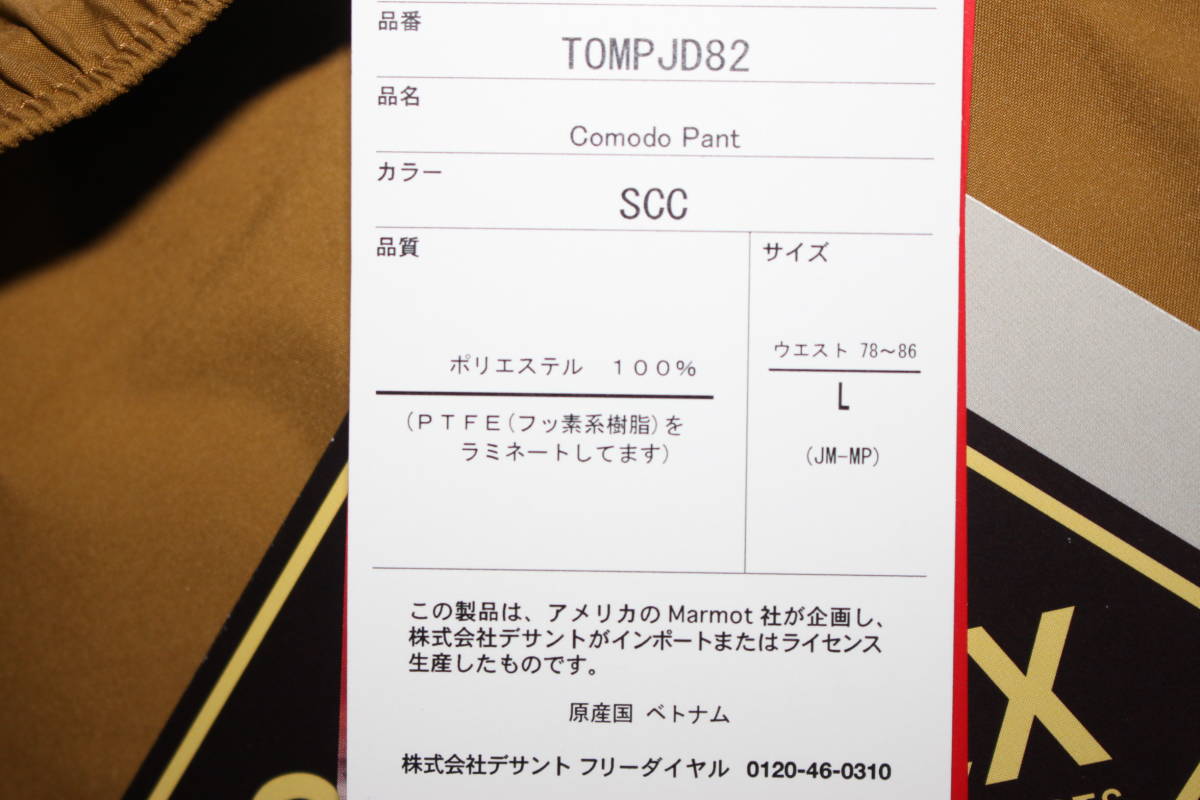 品番
TOMPJD82
品名
Comodo Pant
カラー
SCC
品質
サイズ
ポリエステル 100%
(PTFE(フッ素系樹脂)を
ラミネートしてます)
ウエスト 78~86
L
(JM-MP)
この製品は、アメリカのMarmot 社が企画し、
株式会社デサントがインポートまたはライセンス
生産したものです。
原産国 ベトナム
株式会社デサント フリーダイヤル 0120-46-0310
X